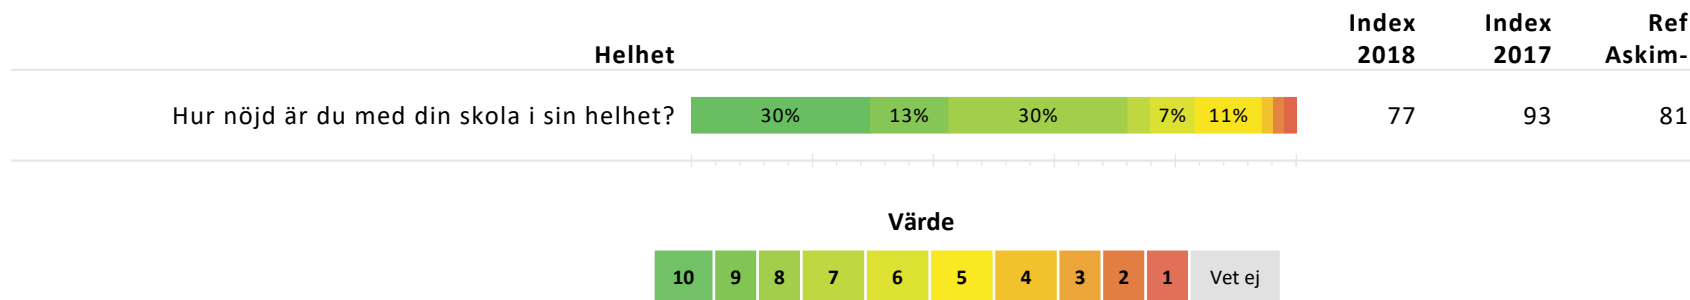 Helhet Index 2018 Index 2017 Ref Askim-
Hur nöjd är du med din skola i sin helhet? 30% 13% 30% 7% 11% 77 93 81
Värde
10 9 8 7 6 5 4 3 2 1 Vet ej